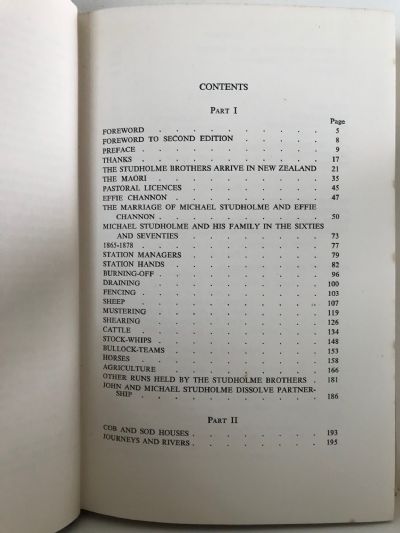 CONTENTS
PART I
Page
FOREWORD . . . . . . . . . . 5
FOREWORD TO SECOND EDITION . . . . . 8
PREFACE . . . . . . . . . . 9
THANKS . . . . . . . . . . 17
THE STUDHOLME BROTHERS ARRIVE IN NEW ZEALAND 21
THE MAORI . . . . . . . . . 35
PASTORAL LICENCES . . . . . . . 45
EFFIE CHANNON . . . . . . . . 47
THE MARRIAGE OF MICHAEL STUDHOLME AND EFFIE
CHANNON . . . . . . . . . 50
MICHAEL STUDHOLME AND HIS FAMILY IN THE SIXTIES
AND SEVENTIES . . . . . . . . 73
1865-1878 . . . . . . . . . 77
STATION MANAGERS . . . . . . . 79
STATION HANDS . . . . . . . . 82
BURNING-OFF . . . . . . . . 96
DRAINING . . . . . . . . . 100
FENCING . . . . . . . . . 103
SHEEP . . . . . . . . . . 107
MUSTERING . . . . . . . . . 119
SHEARING . . . . . . . . . 126
CATTLE . . . . . . . . . . 134
STOCK-WHIPS . . . . . . . . 148
BULLOCK-TEAMS . . . . . . . . 153
HORSES . . . . . . . . . . 158
AGRICULTURE . . . . . . . . 166
OTHER RUNS HELD BY THE STUDHOLME BROTHERS . 181
JOHN AND MICHAEL STUDHOLME DISSOLVE PARTNER-
SHIP . . . . . . . . . . 186
PART II
COB AND SOD HOUSES . . . . . . . 193
JOURNEYS AND RIVERS . . . . . . . 195